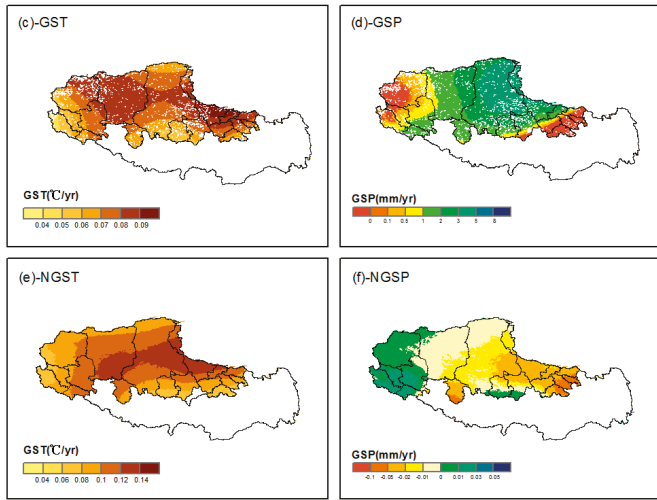 (c)-GST
GST(℃/yr)
0.04 0.05 0.06 0.07 0.08 0.09
(d)-GSP
GSP(mm/yr)
0 0.1 0.5 1 2 3 5 8
(e)-NGST
GST(℃/yr)
0.04 0.06 0.08 0.1 0.12 0.14
(f)-NGSP
GSP(mm/yr)
-0.1 -0.05 -0.02 -0.01 0 0.01 0.03 0.05